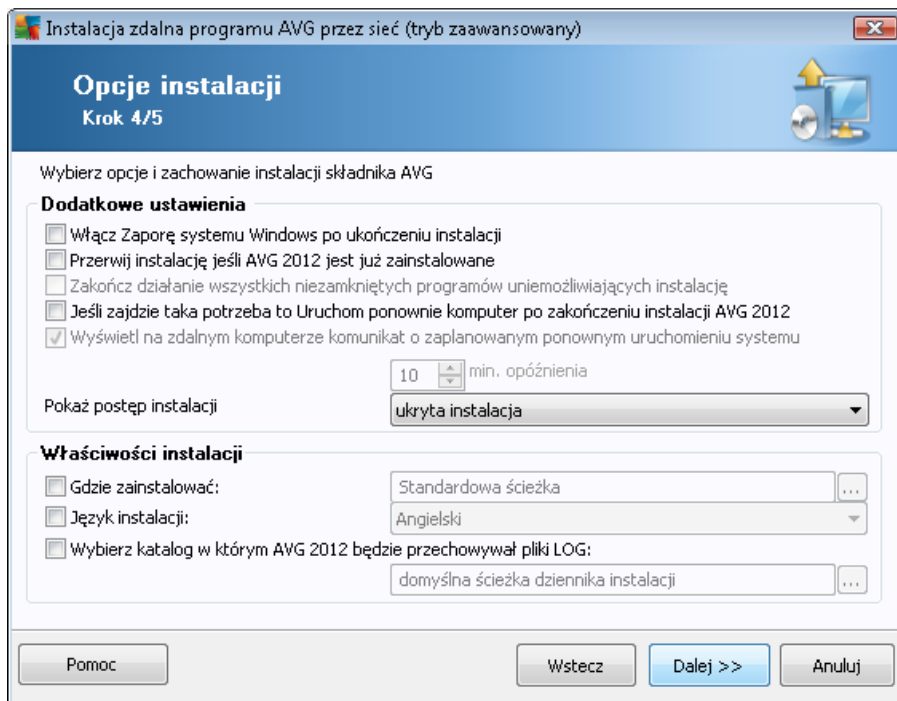 Instalacja zdalna programu AVG przez sieć (tryb zaawansowany)
Opcje instalacji
Krok 4/5
Wybierz opcje i zachowanie instalacji składnika AVG
Dodatkowe ustawienia
Włącz Zaporę systemu Windows po ukończeniu instalacji
Przerwij instalację jeśli AVG 2012 jest już zainstalowane
Zakończ działanie wszystkich niezamkniętych programów uniemożliwiających instalację
Jeśli zajdzie taka potrzeba to Uruchom ponownie komputer po zakończeniu instalacji AVG 2012
Wyświetl na zdalnym komputerze komunikat o zaplanowanym ponownym uruchomieniu systemu
10 min. opóźnienia
Pokaż postęp instalacji ukryta instalacja
Właściwości instalacji
Gdzie zainstalować: Standardowa ścieżka ...
Język instalacji: Angielski
Wybierz katalog w którym AVG 2012 będzie przechowywał pliki LOG:
domyślna ścieżka dziennika instalacji ...
Pomoc Wstecz Dalej >> Anuluj